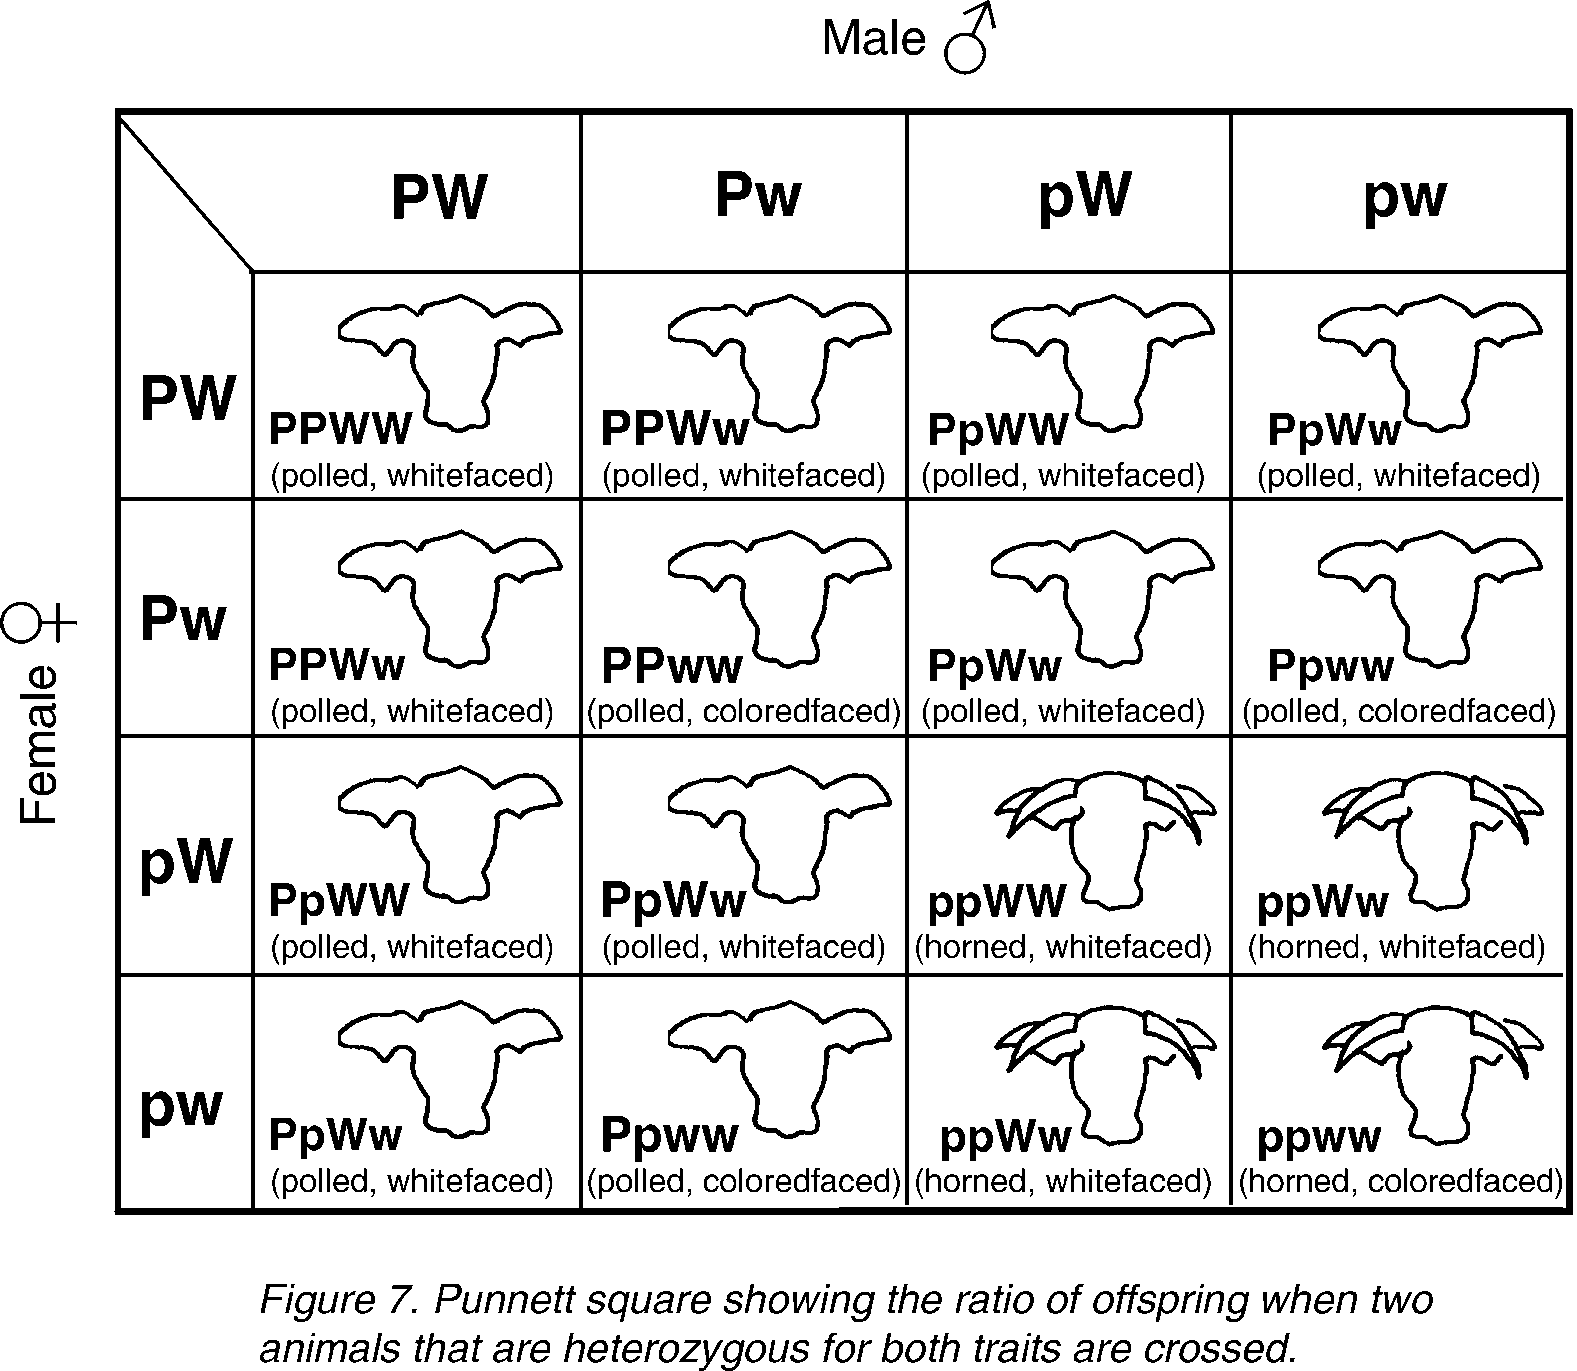 Male ♂
PW Pw pW pw
PW
PPWW PPWw PpWW PpWw
(polled, whitefaced) (polled, whitefaced) (polled, whitefaced) (polled, whitefaced)
Pw
PPWw PPww PpWw Ppww
(polled, whitefaced) (polled, coloredfaced) (polled, whitefaced) (polled, coloredfaced)
Female ♀
pW
PpWW PpWw ppWW ppWw
(polled, whitefaced) (polled, whitefaced) (horned, whitefaced) (horned, whitefaced)
pw
PpWw Ppww ppWw ppww
(polled, whitefaced) (polled, coloredfaced) (horned, whitefaced) (horned, coloredfaced)
Figure 7. Punnett square showing the ratio of offspring when two
animals that are heterozygous for both traits are crossed.